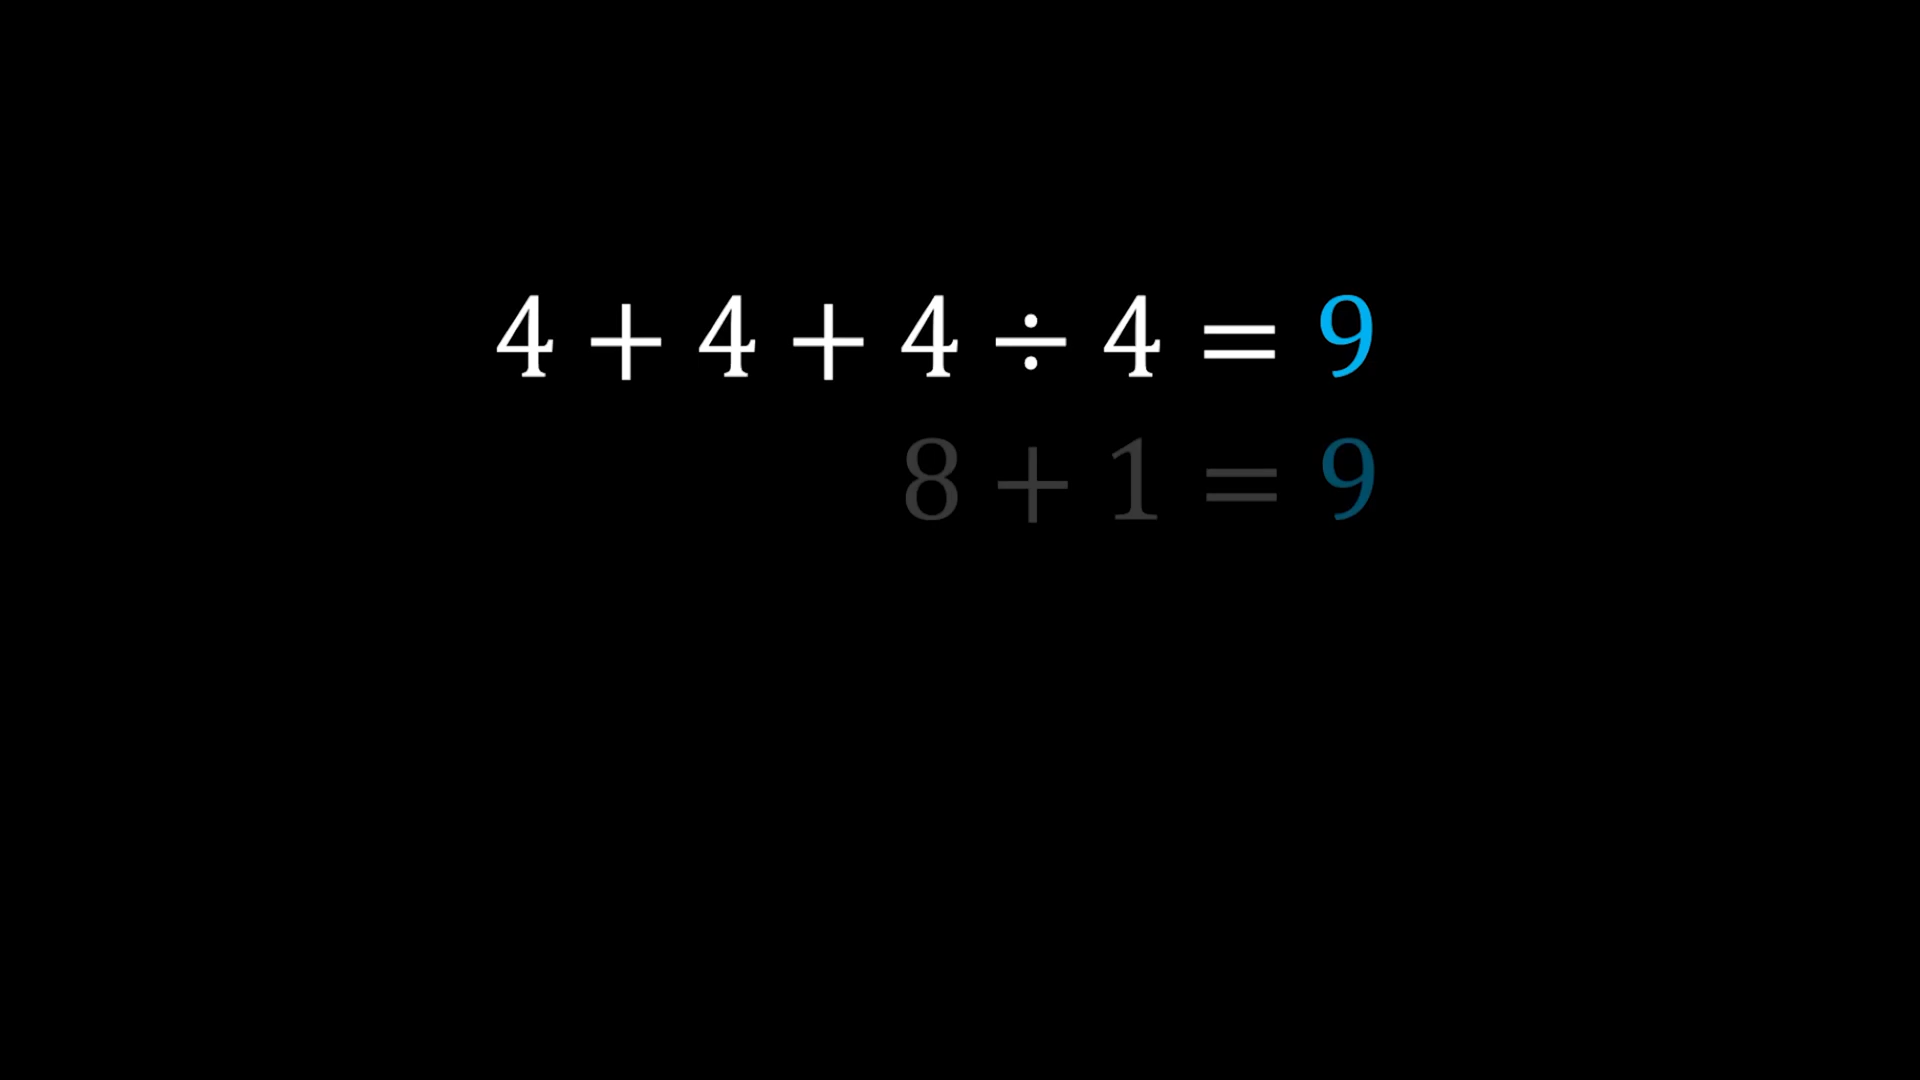 4 + 4 + 4 ÷ 4 = 9
8 + 1 = 9